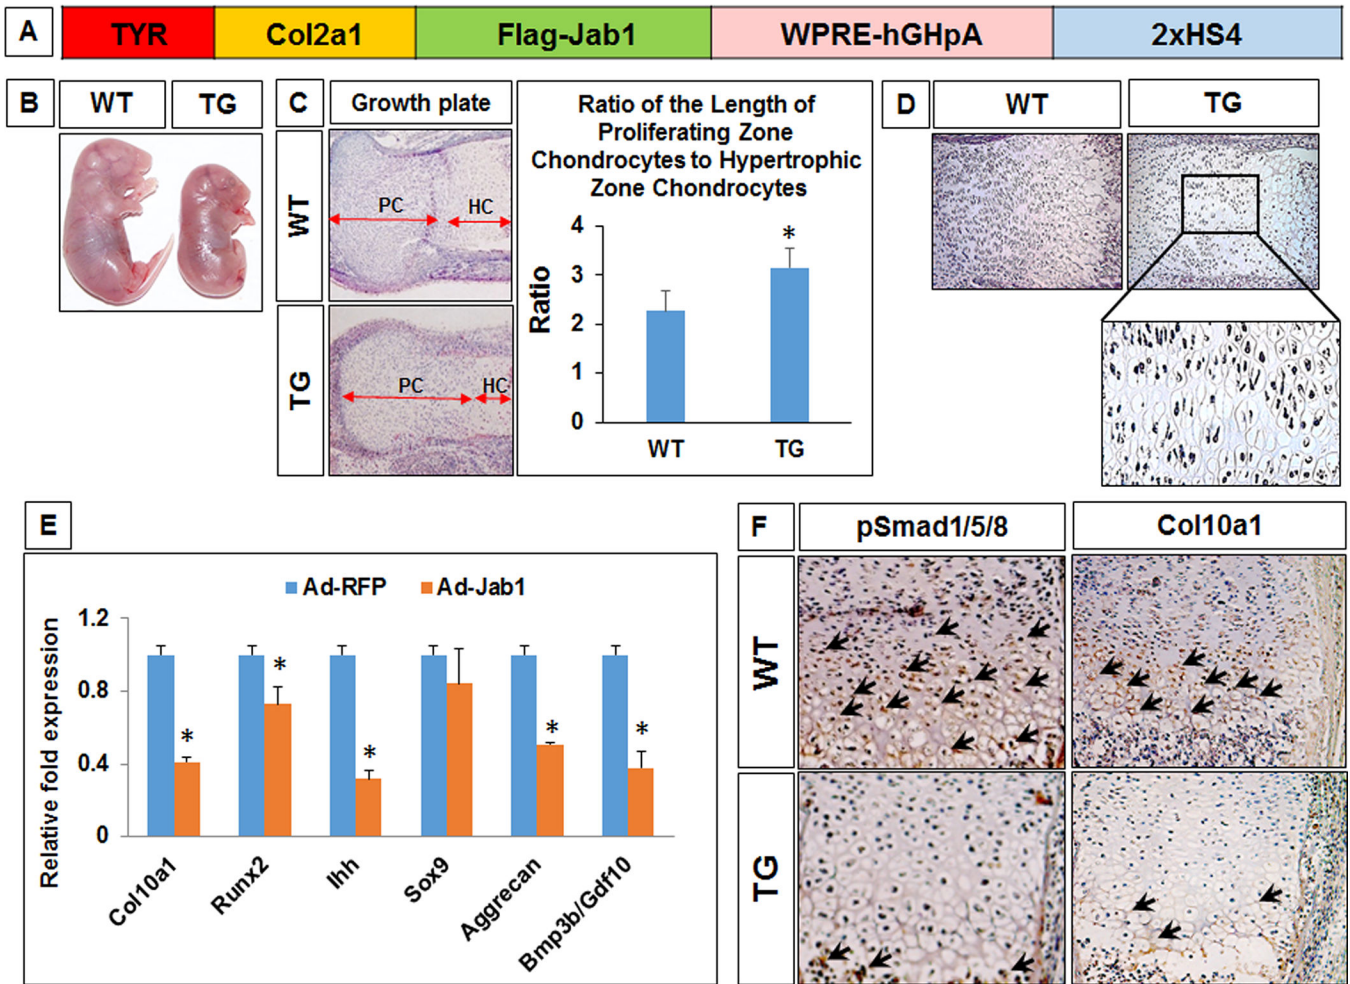 A TYR Col2a1 Flag-Jab1 WPRE-hGHpA 2xHS4
B WT TG
C Growth plate
WT
PC HC
TG
PC HC
Ratio of the Length of
Proliferating Zone
Chondrocytes to Hypertrophic
Zone Chondrocytes
Ratio
4
3
2
1
0
*
WT TG
D WT TG
E
Ad-RFP Ad-Jab1
Relative fold expression
1.2
0.8
0.4
0
* * * * *
Col10a1
Runx2
Ihh
Sox9
Aggrecan
Bmp3b/Gdf10
F pSmad1/5/8 Col10a1
WT
TG